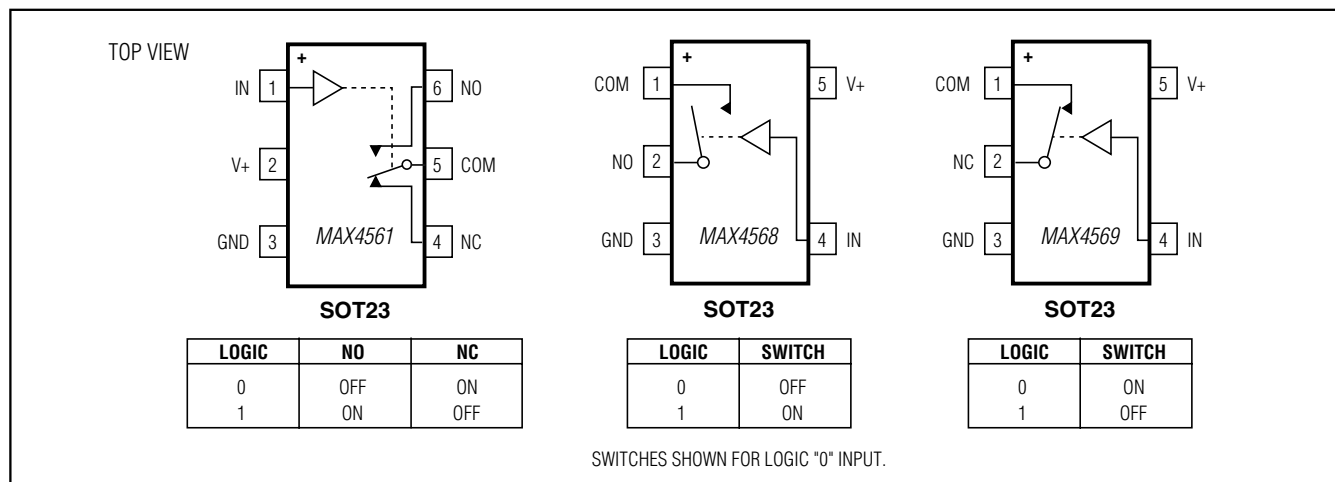 TOP VIEW
+
IN 1
V+ 2
GND 3
6 NO
5 COM
4 NC
MAX4561
SOT23
LOGIC NO NC
0 OFF ON
1 ON OFF
+
COM 1
NO 2
GND 3
5 V+
4 IN
MAX4568
SOT23
LOGIC SWITCH
0 OFF
1 ON
+
COM 1
NC 2
GND 3
5 V+
4 IN
MAX4569
SOT23
LOGIC SWITCH
0 ON
1 OFF
SWITCHES SHOWN FOR LOGIC "0" INPUT.